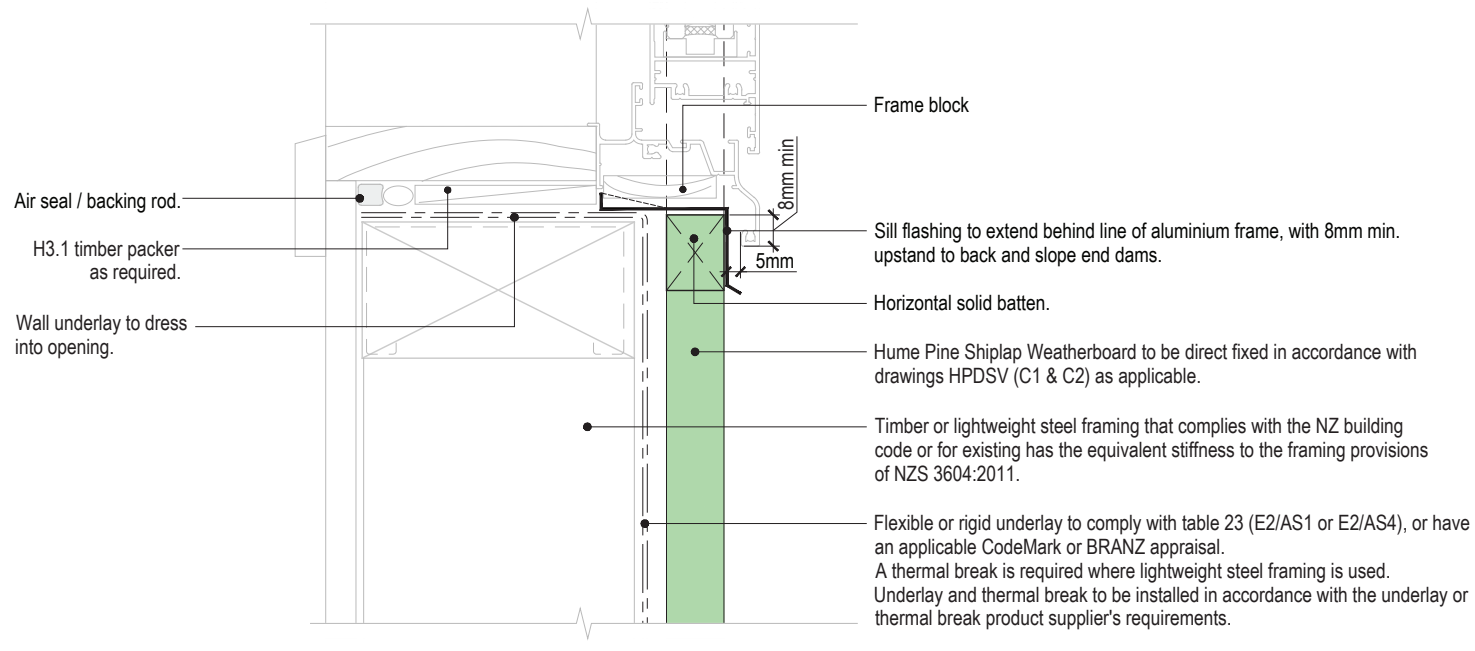 Frame block
8mm min
Air seal / backing rod.
Sill flashing to extend behind line of aluminium frame, with 8mm min.
upstand to back and slope end dams.
H3.1 timber packer
as required.
5mm
Horizontal solid batten.
Wall underlay to dress
into opening.
Hume Pine Shiplap Weatherboard to be direct fixed in accordance with
drawings HPDSV (C1 & C2) as applicable.
Timber or lightweight steel framing that complies with the NZ building
code or for existing has the equivalent stiffness to the framing provisions
of NZS 3604:2011.
Flexible or rigid underlay to comply with table 23 (E2/AS1 or E2/AS4), or have
an applicable CodeMark or BRANZ appraisal.
A thermal break is required where lightweight steel framing is used.
Underlay and thermal break to be installed in accordance with the underlay or
thermal break product supplier's requirements.